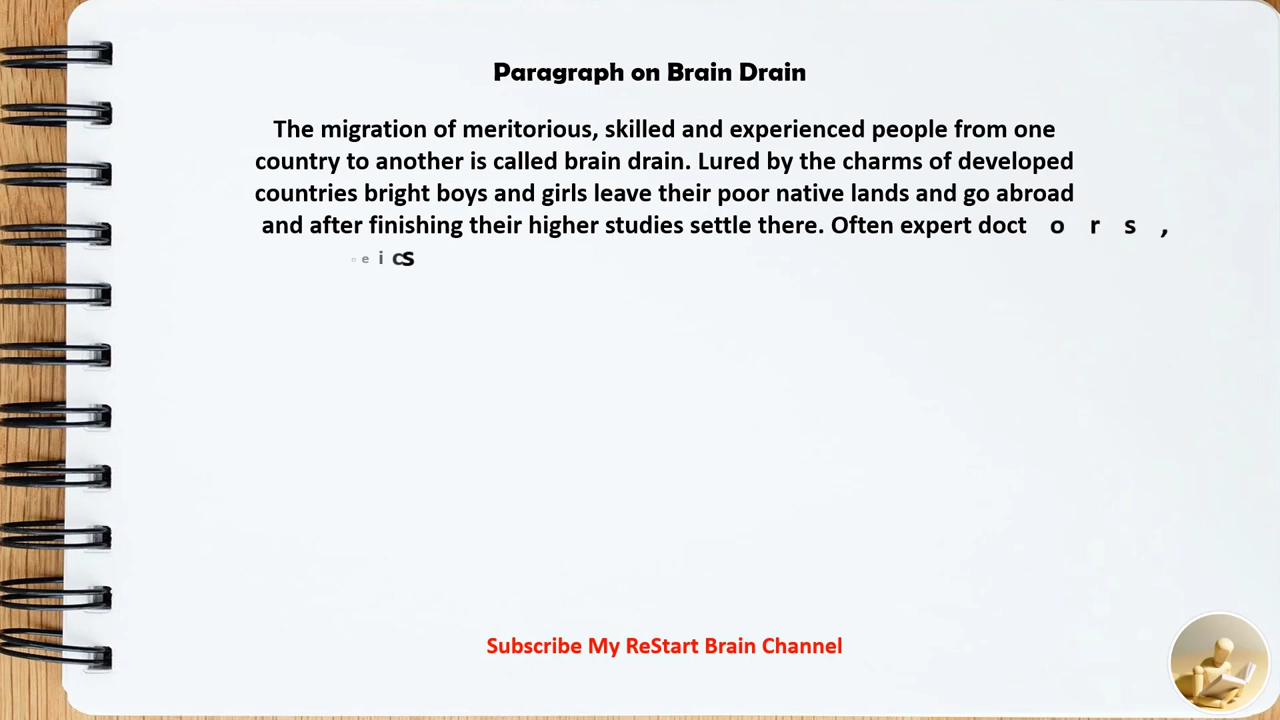 Paragraph on Brain Drain
The migration of meritorious, skilled and experienced people from one
country to another is called brain drain. Lured by the charms of developed
countries bright boys and girls leave their poor native lands and go abroad
and after finishing their higher studies settle there. Often expert doctors,
Subscribe My ReStart Brain Channel